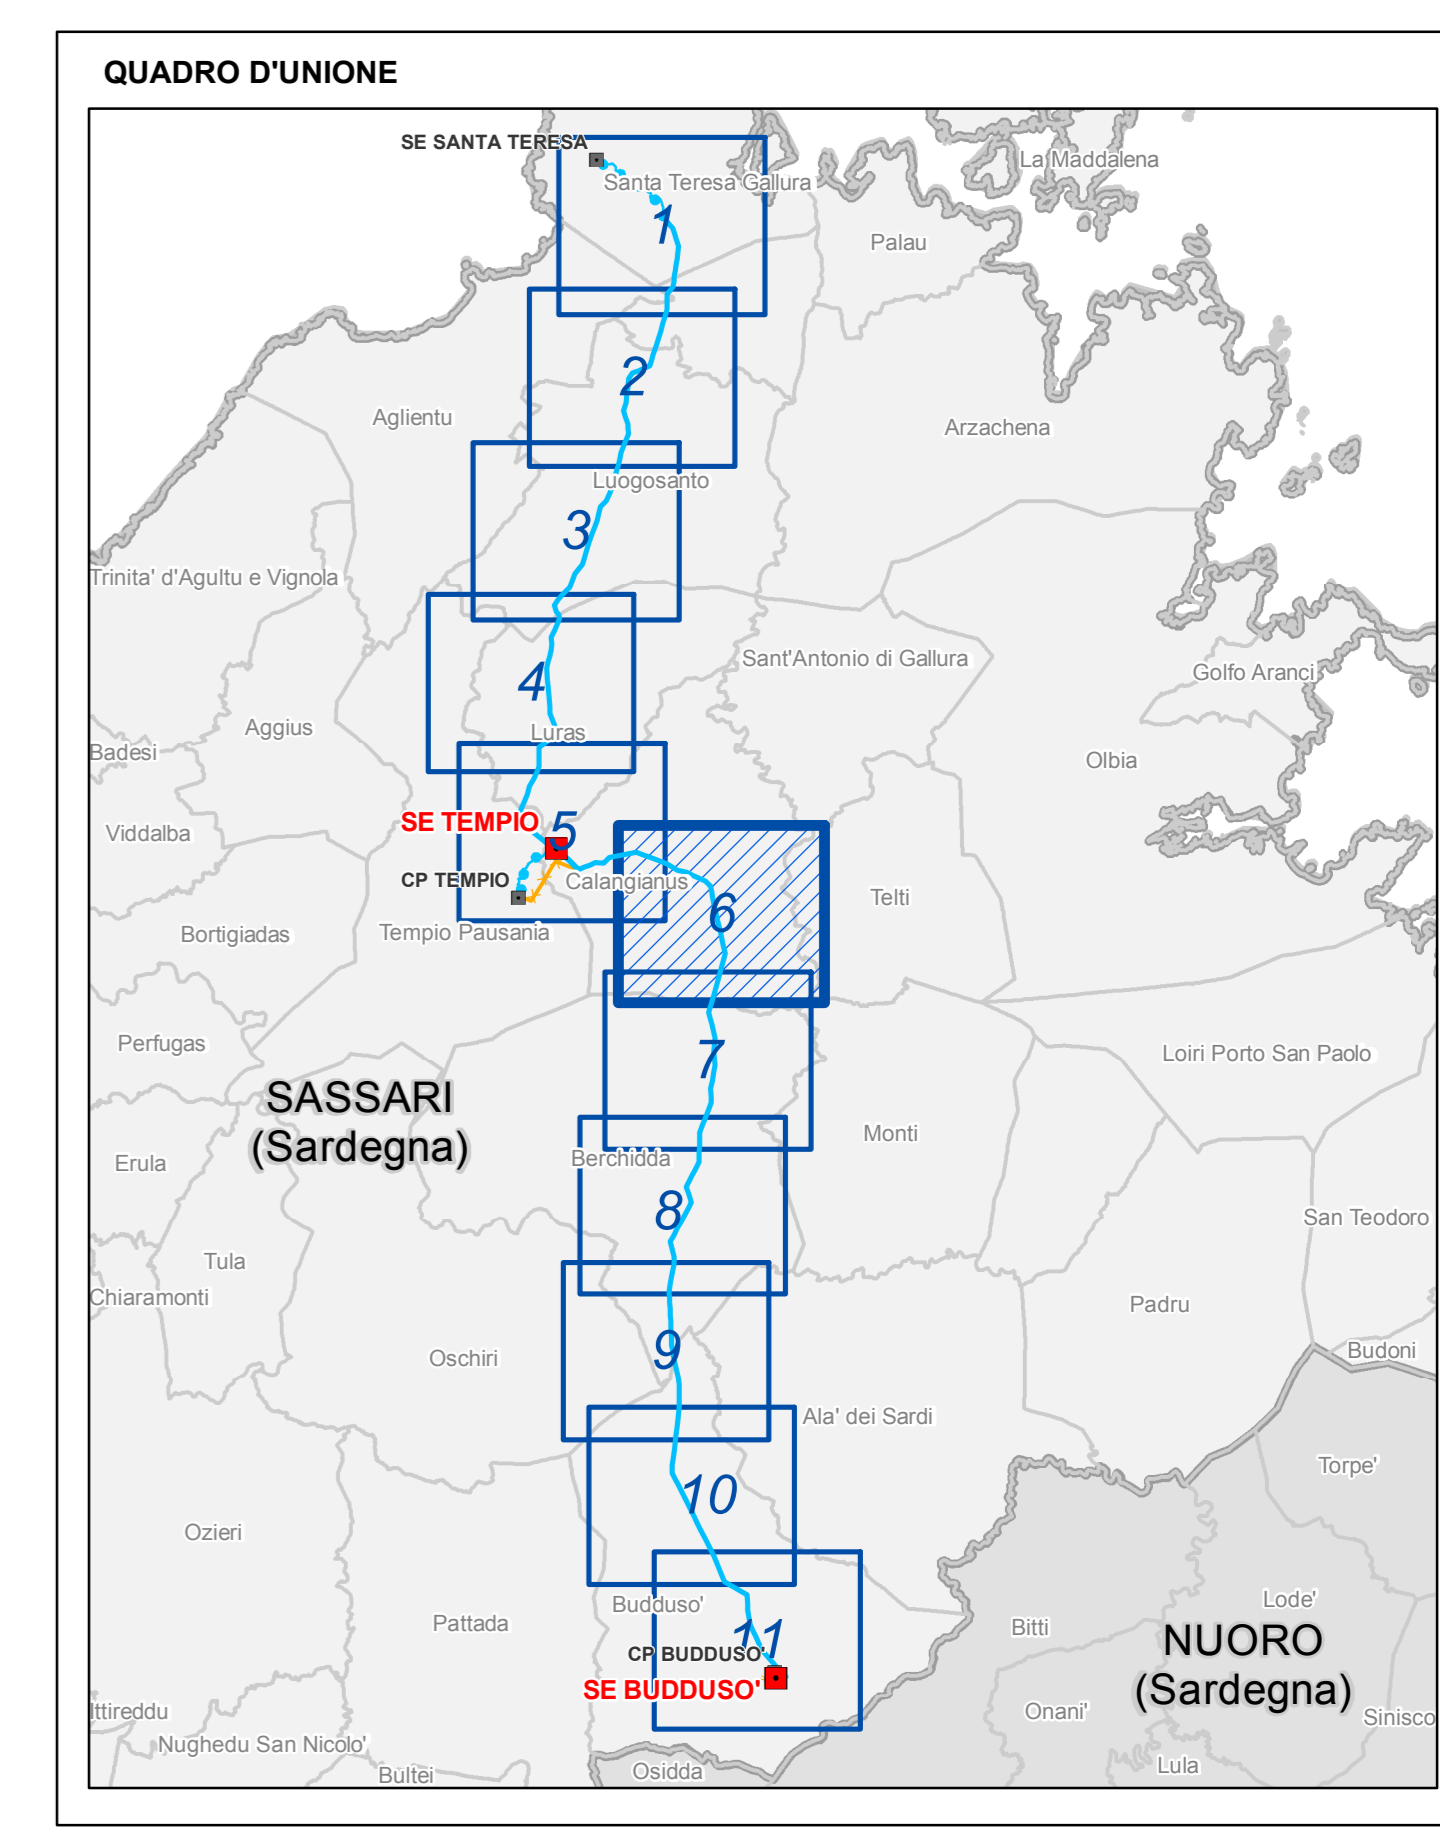 QUADRO D'UNIONE
SE SANTA TERESA
La Maddalena
Santa Teresa Gallura
1
Palau
2
Aglientu
Arzachena
Luogosanto
3
Trinita' d'Agultu e Vignola
Sant'Antonio di Gallura
Golfo Aranci
4
Aggius
Luras
Badesi
Olbia
SE TEMPIO
5
Viddalba
CP TEMPIO
Calangianus
Telti
6
Bortigiadas
Tempio Pausania
Perfugas
7
Loiri Porto San Paolo
SASSARI
(Sardegna)
Monti
Erula
Berchidda
8
San Teodoro
Tula
Chiaramonti
Padru
9
Oschiri
Budoni
Ala' dei Sardi
Torpe'
10
Ozieri
Lode'
Budduso'
Pattada
Bitti
11
NUORO
(Sardegna)
CP BUDDUSO'
SE BUDDUSO'
Ittireddu
Onani'
Sinisco
Nughedu San Nicolo'
Lula
Osidda
Bultei